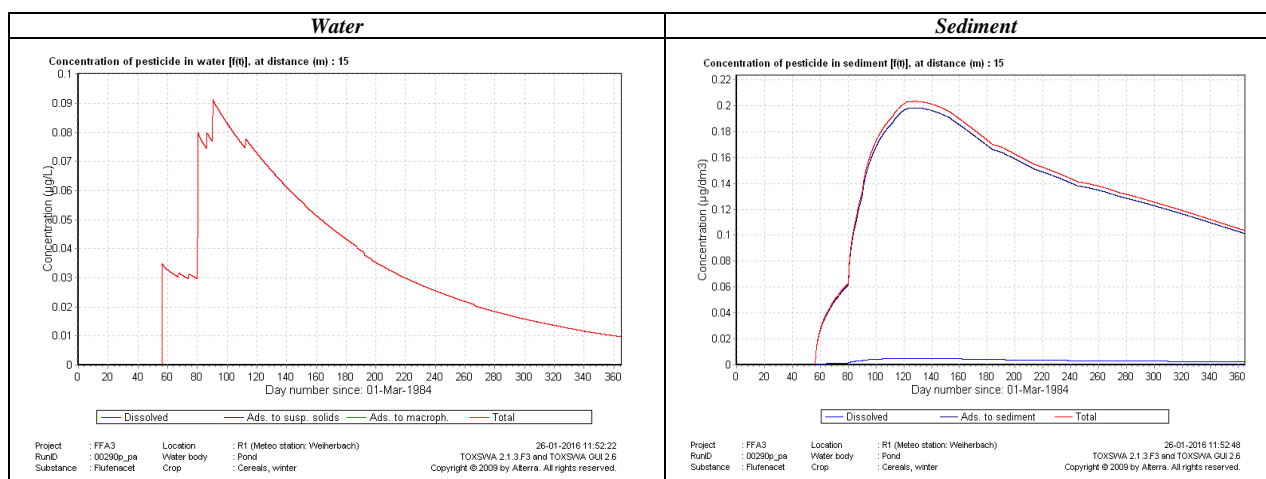 Water
Sediment
Concentration of pesticide in water [f(t)], at distance (m) : 15
0.1
0.09
0.08
0.07
0.06
0.05
0.04
0.03
0.02
0.01
0
Concentration (µg/L)
0 20 40 60 80 100 120 140 160 180 200 220 240 260 280 300 320 340 360
Day number since: 01-Mar-1984
Dissolved Ads. to susp. solids Ads. to macroph. Total
Project : FFA3 Location : R1 (Meteo station: Weiherbach) 26-01-2016 11:52:22
RunID : 00290p_pa Water body : Pond TOXSWA 2.1.3.F3 and TOXSWA GUI 2.6
Substance : Flufenacet Crop : Cereals, winter Copyright © 2009 by Alterra. All rights reserved.
Concentration of pesticide in sediment [f(t)], at distance (m) : 15
0.22
0.2
0.18
0.16
0.14
0.12
0.1
0.08
0.06
0.04
0.02
0
Concentration (µg/dm3)
0 20 40 60 80 100 120 140 160 180 200 220 240 260 280 300 320 340 360
Day number since: 01-Mar-1984
Dissolved Ads. to sediment Total
Project : FFA3 Location : R1 (Meteo station: Weiherbach) 26-01-2016 11:52:48
RunID : 00290p_pa Water body : Pond TOXSWA 2.1.3.F3 and TOXSWA GUI 2.6
Substance : Flufenacet Crop : Cereals, winter Copyright © 2009 by Alterra. All rights reserved.